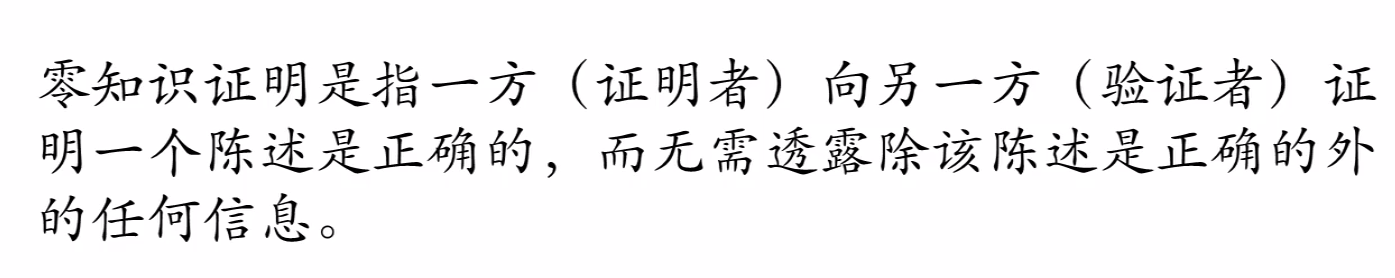 零知识证明是指一方（证明者）向另一方（验证者）证
明一个陈述是正确的，而无需透露除该陈述是正确的外
的任何信息。